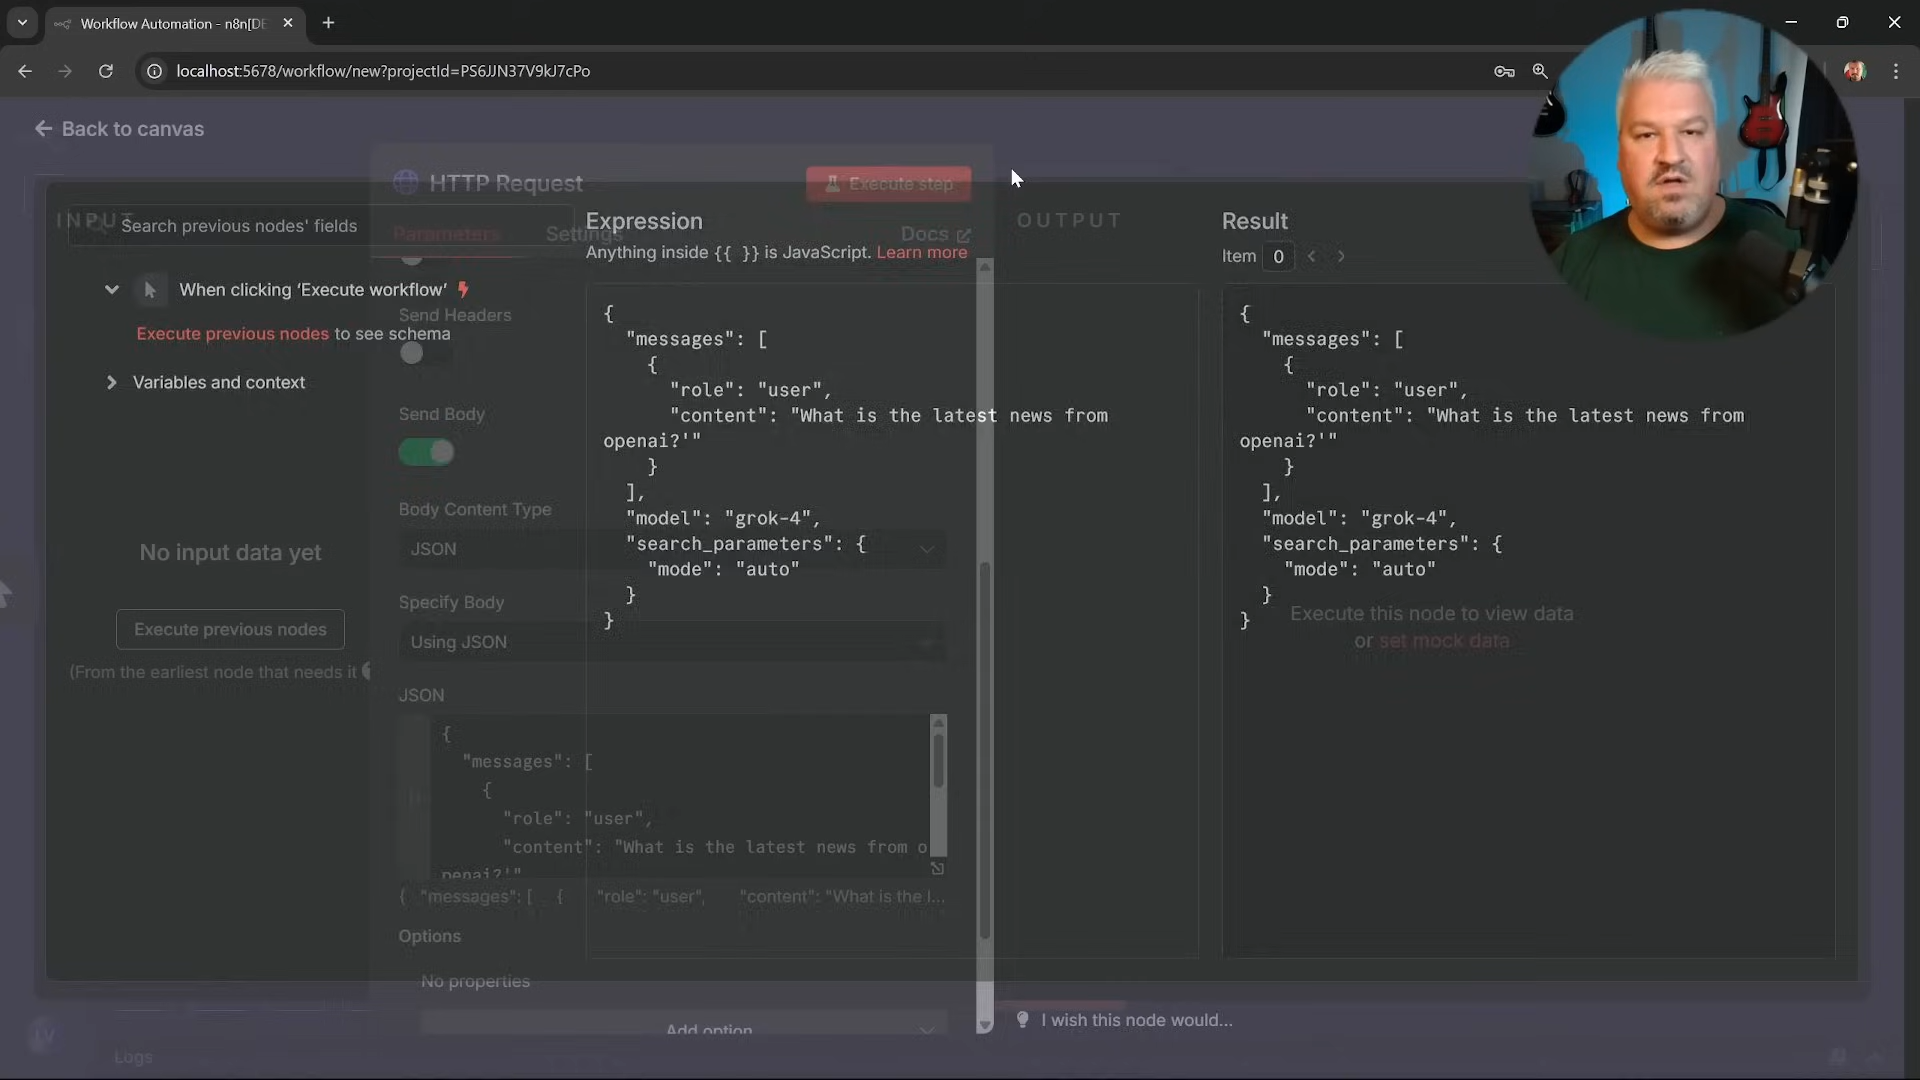 Workflow Automation - n8n[DE
localhost:5678/workflow/new?projectId=PS6JJN37V9kJ7cPo
Back to canvas
HTTP Request
Execute step
INPUT
Search previous nodes' fields
Parameters
Settings
Docs
OUTPUT
When clicking ‘Execute workflow’
Execute previous nodes to see schema
Variables and context
No input data yet
Execute previous nodes
(From the earliest node that needs it
Send Headers
Send Body
Body Content Type
JSON
Specify Body
Using JSON
JSON
{
"messages": [
{
"role": "user",
"content": "What is the latest news from o
penai?'"
{ "messages": [ { "role": "user", "content": "What is the l...
Options
No properties
Add option
Expression
Anything inside {{ }} is JavaScript. Learn more
{
"messages": [
{
"role": "user",
"content": "What is the latest news from
openai?'"
}
],
"model": "grok-4",
"search_parameters": {
"mode": "auto"
}
}
Result
Item 0
{
"messages": [
{
"role": "user",
"content": "What is the latest news from
openai?'"
}
],
"model": "grok-4",
"search_parameters": {
"mode": "auto"
}
}
Execute this node to view data
or set mock data
I wish this node would...
Logs